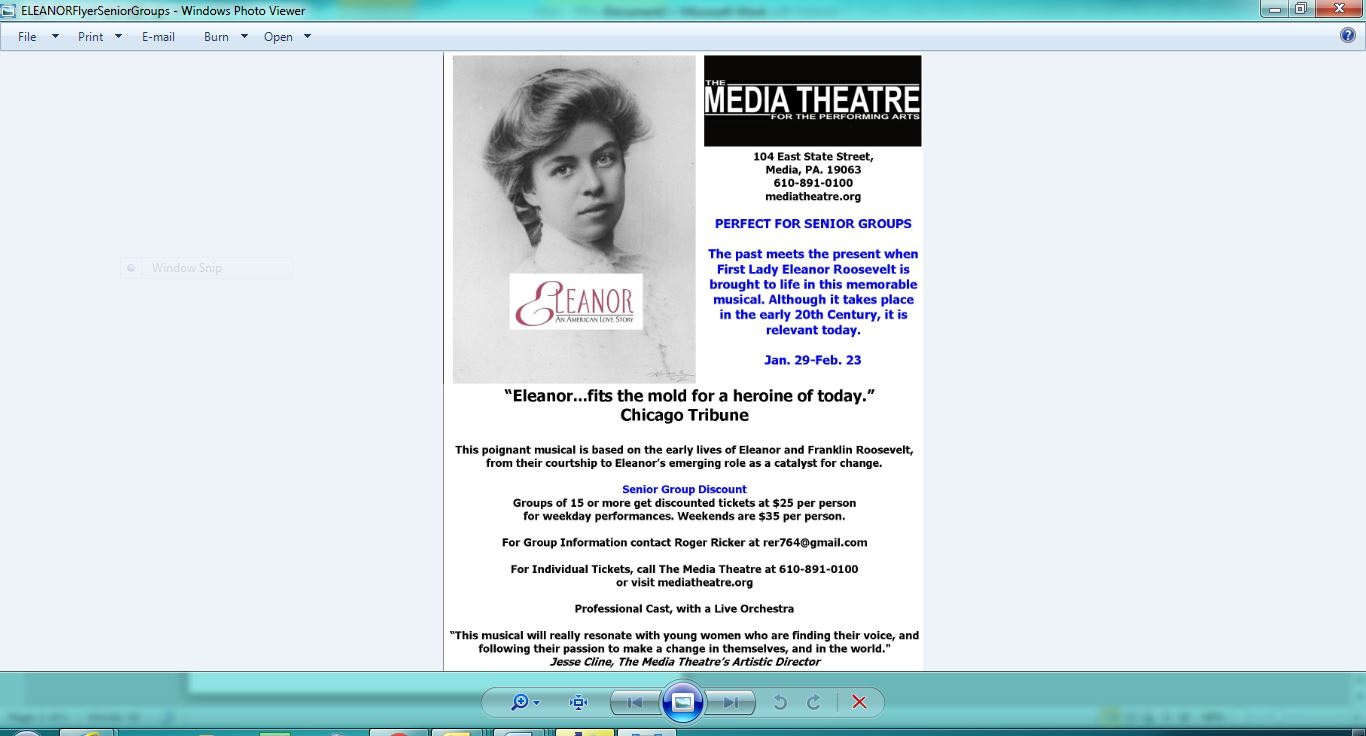 ELEANORFlyerSeniorGroups - Windows Photo Viewer
File Print E-mail Burn Open
Window Snip
THE
MEDIA THEATRE
FOR THE PERFORMING ARTS
104 East State Street,
Media, PA. 19063
610-891-0100
mediatheatre.org
PERFECT FOR SENIOR GROUPS
The past meets the present when
First Lady Eleanor Roosevelt is
brought to life in this memorable
musical. Although it takes place
in the early 20th Century, it is
relevant today.
Jan. 29-Feb. 23
ELEANOR
AN AMERICAN LOVE STORY
“Eleanor...fits the mold for a heroine of today.”
Chicago Tribune
This poignant musical is based on the early lives of Eleanor and Franklin Roosevelt,
from their courtship to Eleanor’s emerging role as a catalyst for change.
Senior Group Discount
Groups of 15 or more get discounted tickets at $25 per person
for weekday performances. Weekends are $35 per person.
For Group Information contact Roger Ricker at rer764@gmail.com
For Individual Tickets, call The Media Theatre at 610-891-0100
or visit mediatheatre.org
Professional Cast, with a Live Orchestra
“This musical will really resonate with young women who are finding their voice, and
following their passion to make a change in themselves, and in the world."
Jesse Cline, The Media Theatre’s Artistic Director